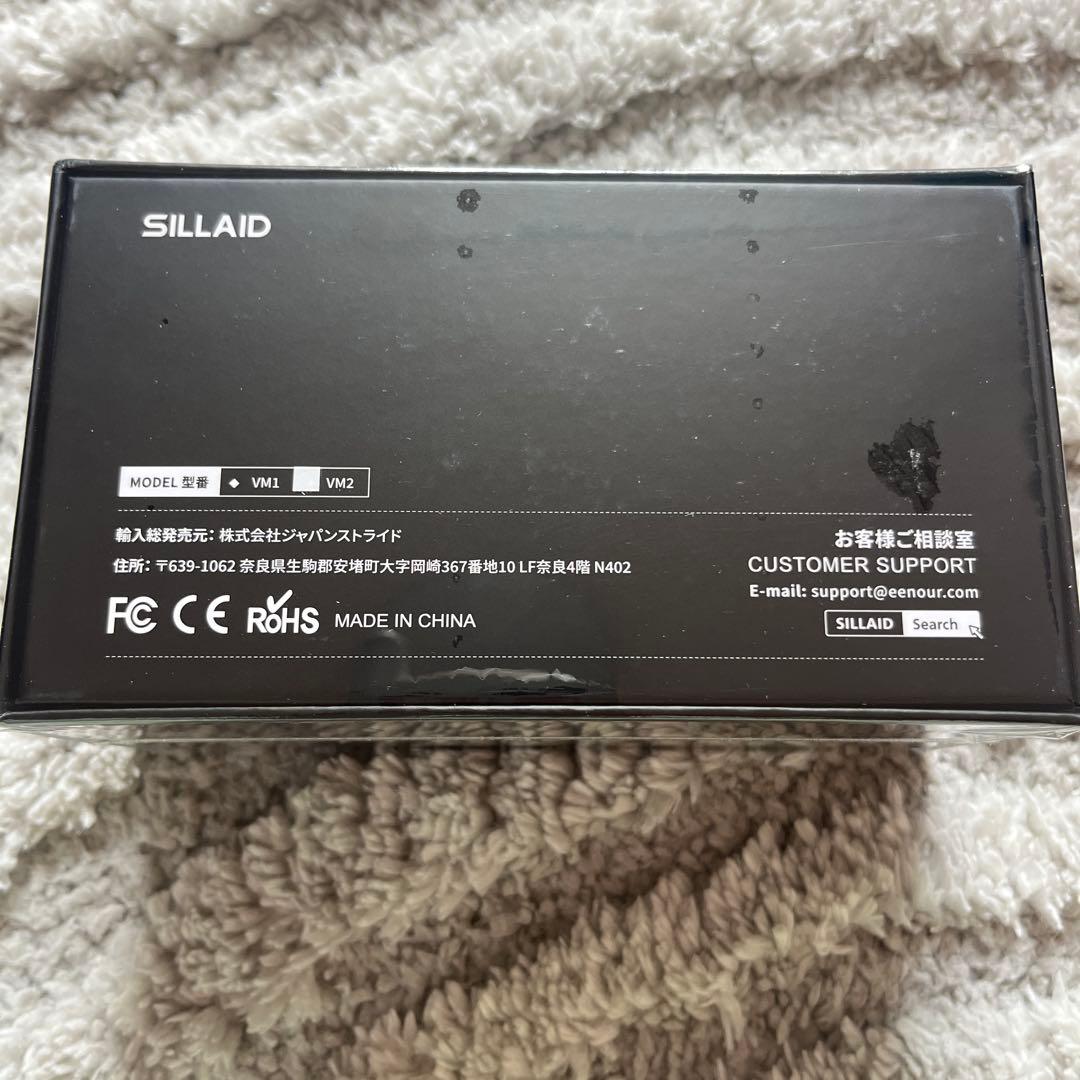 SILLAID
MODEL 型番 ◆ VM1 VM2
輸入総発売元: 株式会社ジャパンストライド
住所: 〒639-1062 奈良県生駒郡安堵町大字岡崎367番地10 LF奈良4階 N402
FC CE RoHS MADE IN CHINA
お客様ご相談室
CUSTOMER SUPPORT
E-mail: support@eenour.com
SILLAID Search